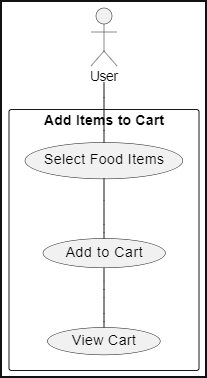 User
Add Items to Cart
Select Food Items
Add to Cart
View Cart